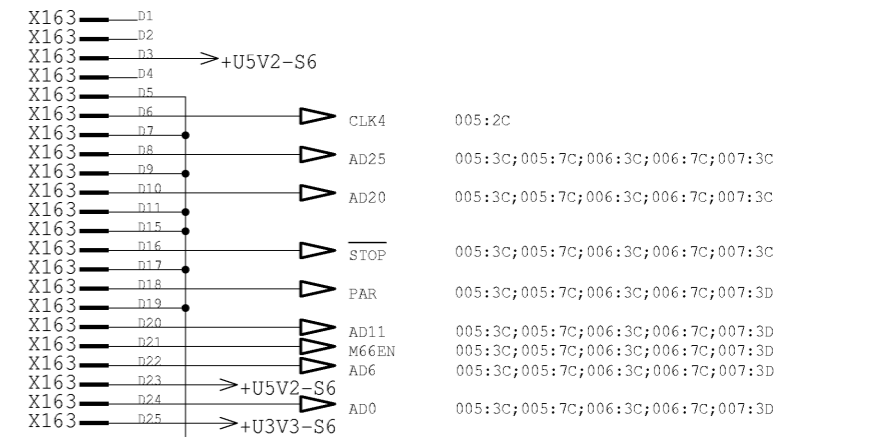 X163 D1
X163 D2
X163 D3 +U5V2-S6
X163 D4
X163 D5
X163 D6 CLK4 005:2C
X163 D7
X163 D8 AD25 005:3C;005:7C;006:3C;006:7C;007:3C
X163 D9
X163 D10 AD20 005:3C;005:7C;006:3C;006:7C;007:3C
X163 D11
X163 D15
X163 D16 STOP 005:3C;005:7C;006:3C;006:7C;007:3C
X163 D17
X163 D18 PAR 005:3C;005:7C;006:3C;006:7C;007:3D
X163 D19
X163 D20 AD11 005:3C;005:7C;006:3C;006:7C;007:3D
X163 D21 M66EN 005:3C;005:7C;006:3C;006:7C;007:3D
X163 D22 AD6 005:3C;005:7C;006:3C;006:7C;007:3D
X163 D23 +U5V2-S6
X163 D24 AD0 005:3C;005:7C;006:3C;006:7C;007:3D
X163 D25 +U3V3-S6